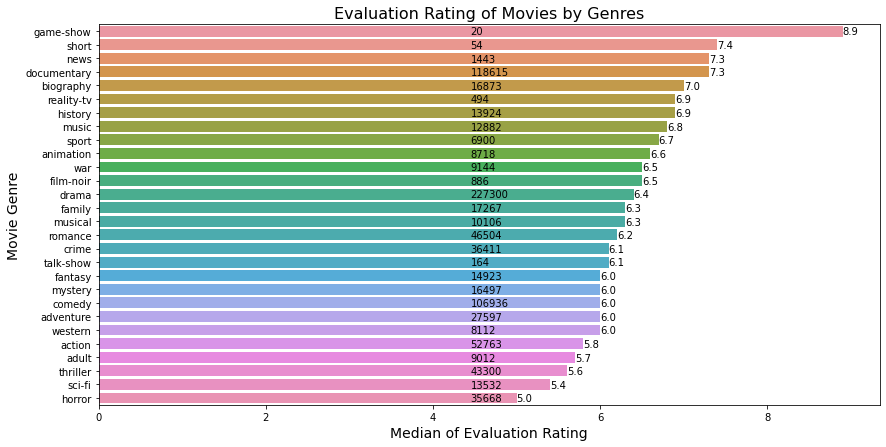 Evaluation Rating of Movies by Genres
Movie Genre
game-show 20 8.9
short 54 7.4
news 1443 7.3
documentary 118615 7.3
biography 16873 7.0
reality-tv 494 6.9
history 13924 6.9
music 12882 6.8
sport 6900 6.7
animation 8718 6.6
war 9144 6.5
film-noir 886 6.5
drama 227300 6.4
family 17267 6.3
musical 10106 6.3
romance 46504 6.2
crime 36411 6.1
talk-show 164 6.1
fantasy 14923 6.0
mystery 16497 6.0
comedy 106936 6.0
adventure 27597 6.0
western 8112 6.0
action 52763 5.8
adult 9012 5.7
thriller 43300 5.6
sci-fi 13532 5.4
horror 35668 5.0
0 2 4 6 8
Median of Evaluation Rating